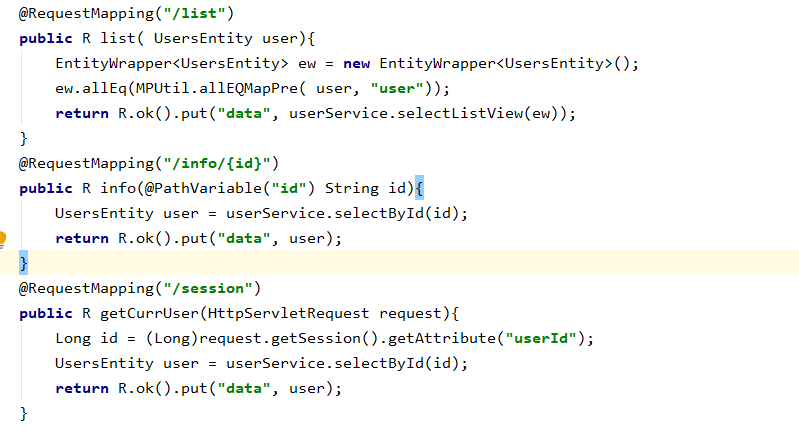 @RequestMapping("/list")
public R list( UsersEntity user){
    EntityWrapper<UsersEntity> ew = new EntityWrapper<UsersEntity>();
    ew.allEq(MPUtil.allEQMapPre( user, "user"));
    return R.ok().put("data", userService.selectListView(ew));
}
@RequestMapping("/info/{id}")
public R info(@PathVariable("id") String id){
    UsersEntity user = userService.selectById(id);
    return R.ok().put("data", user);
}
@RequestMapping("/session")
public R getCurrUser(HttpServletRequest request){
    Long id = (Long)request.getSession().getAttribute("userId");
    UsersEntity user = userService.selectById(id);
    return R.ok().put("data", user);
}